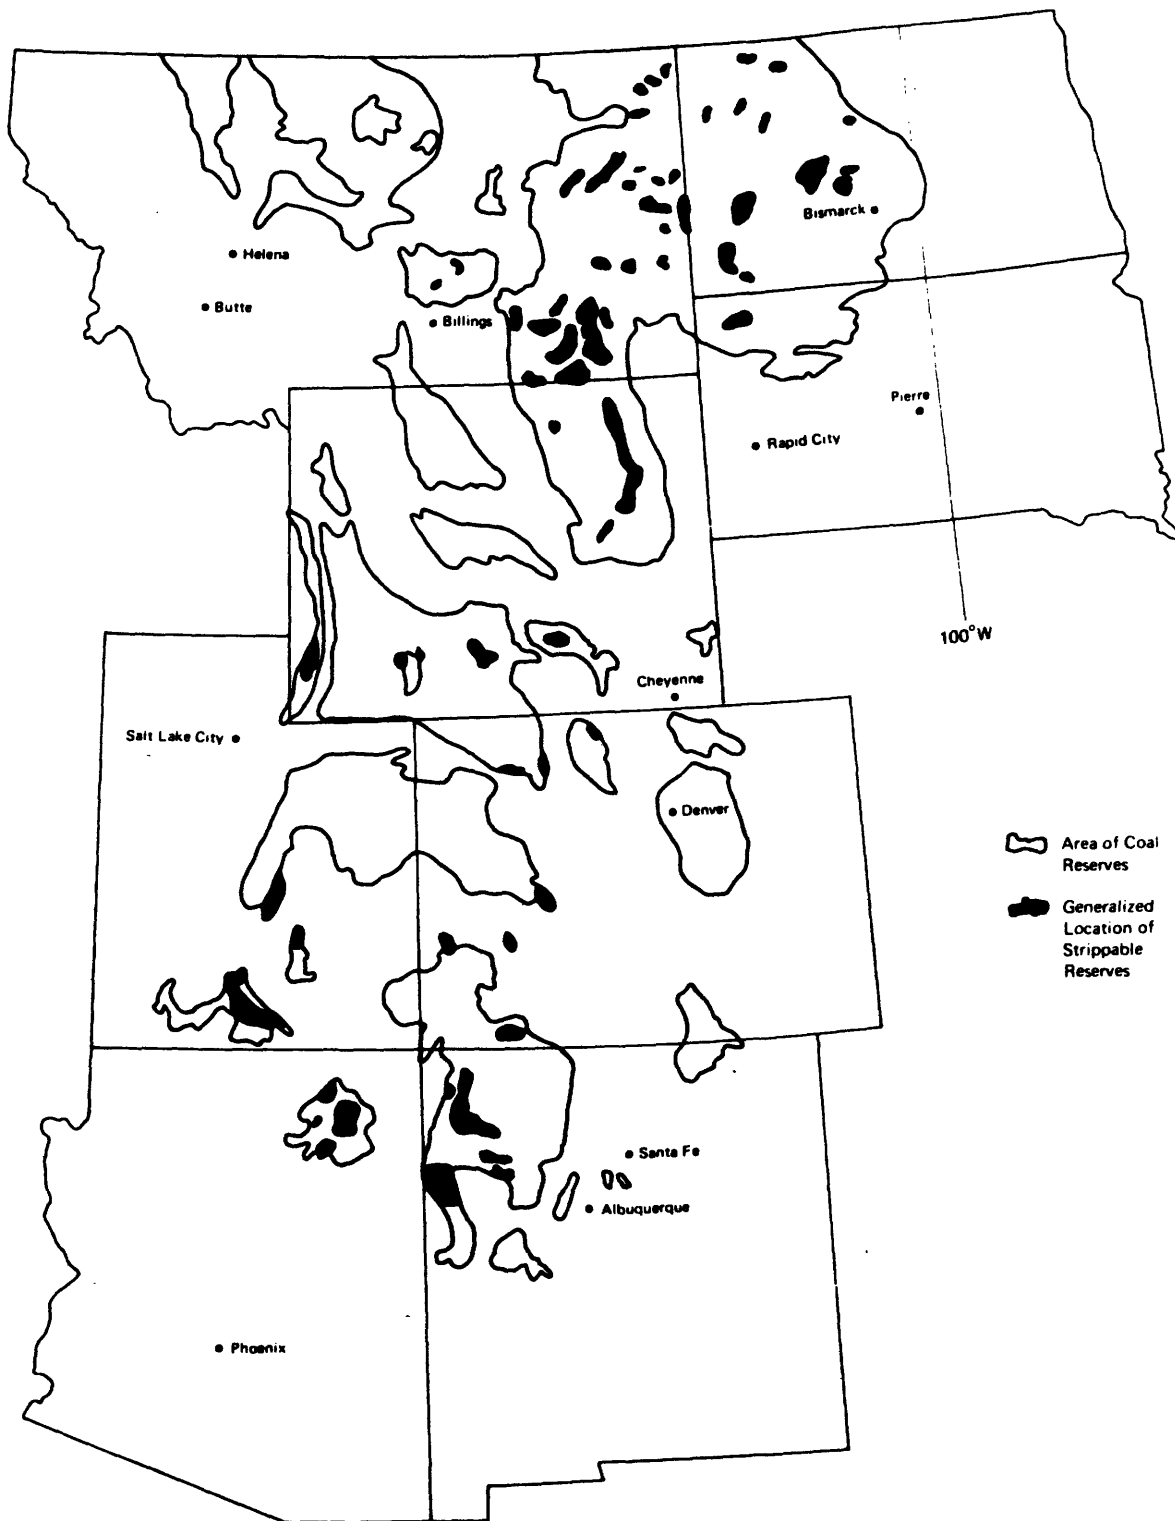 Bismarck
Helena
Butte
Billings
Pierre
Rapid City
100°W
Cheyenne
Salt Lake City
Denver
Area of Coal
Reserves
Generalized
Location of
Strippable
Reserves
Santa Fe
Albuquerque
Phoenix